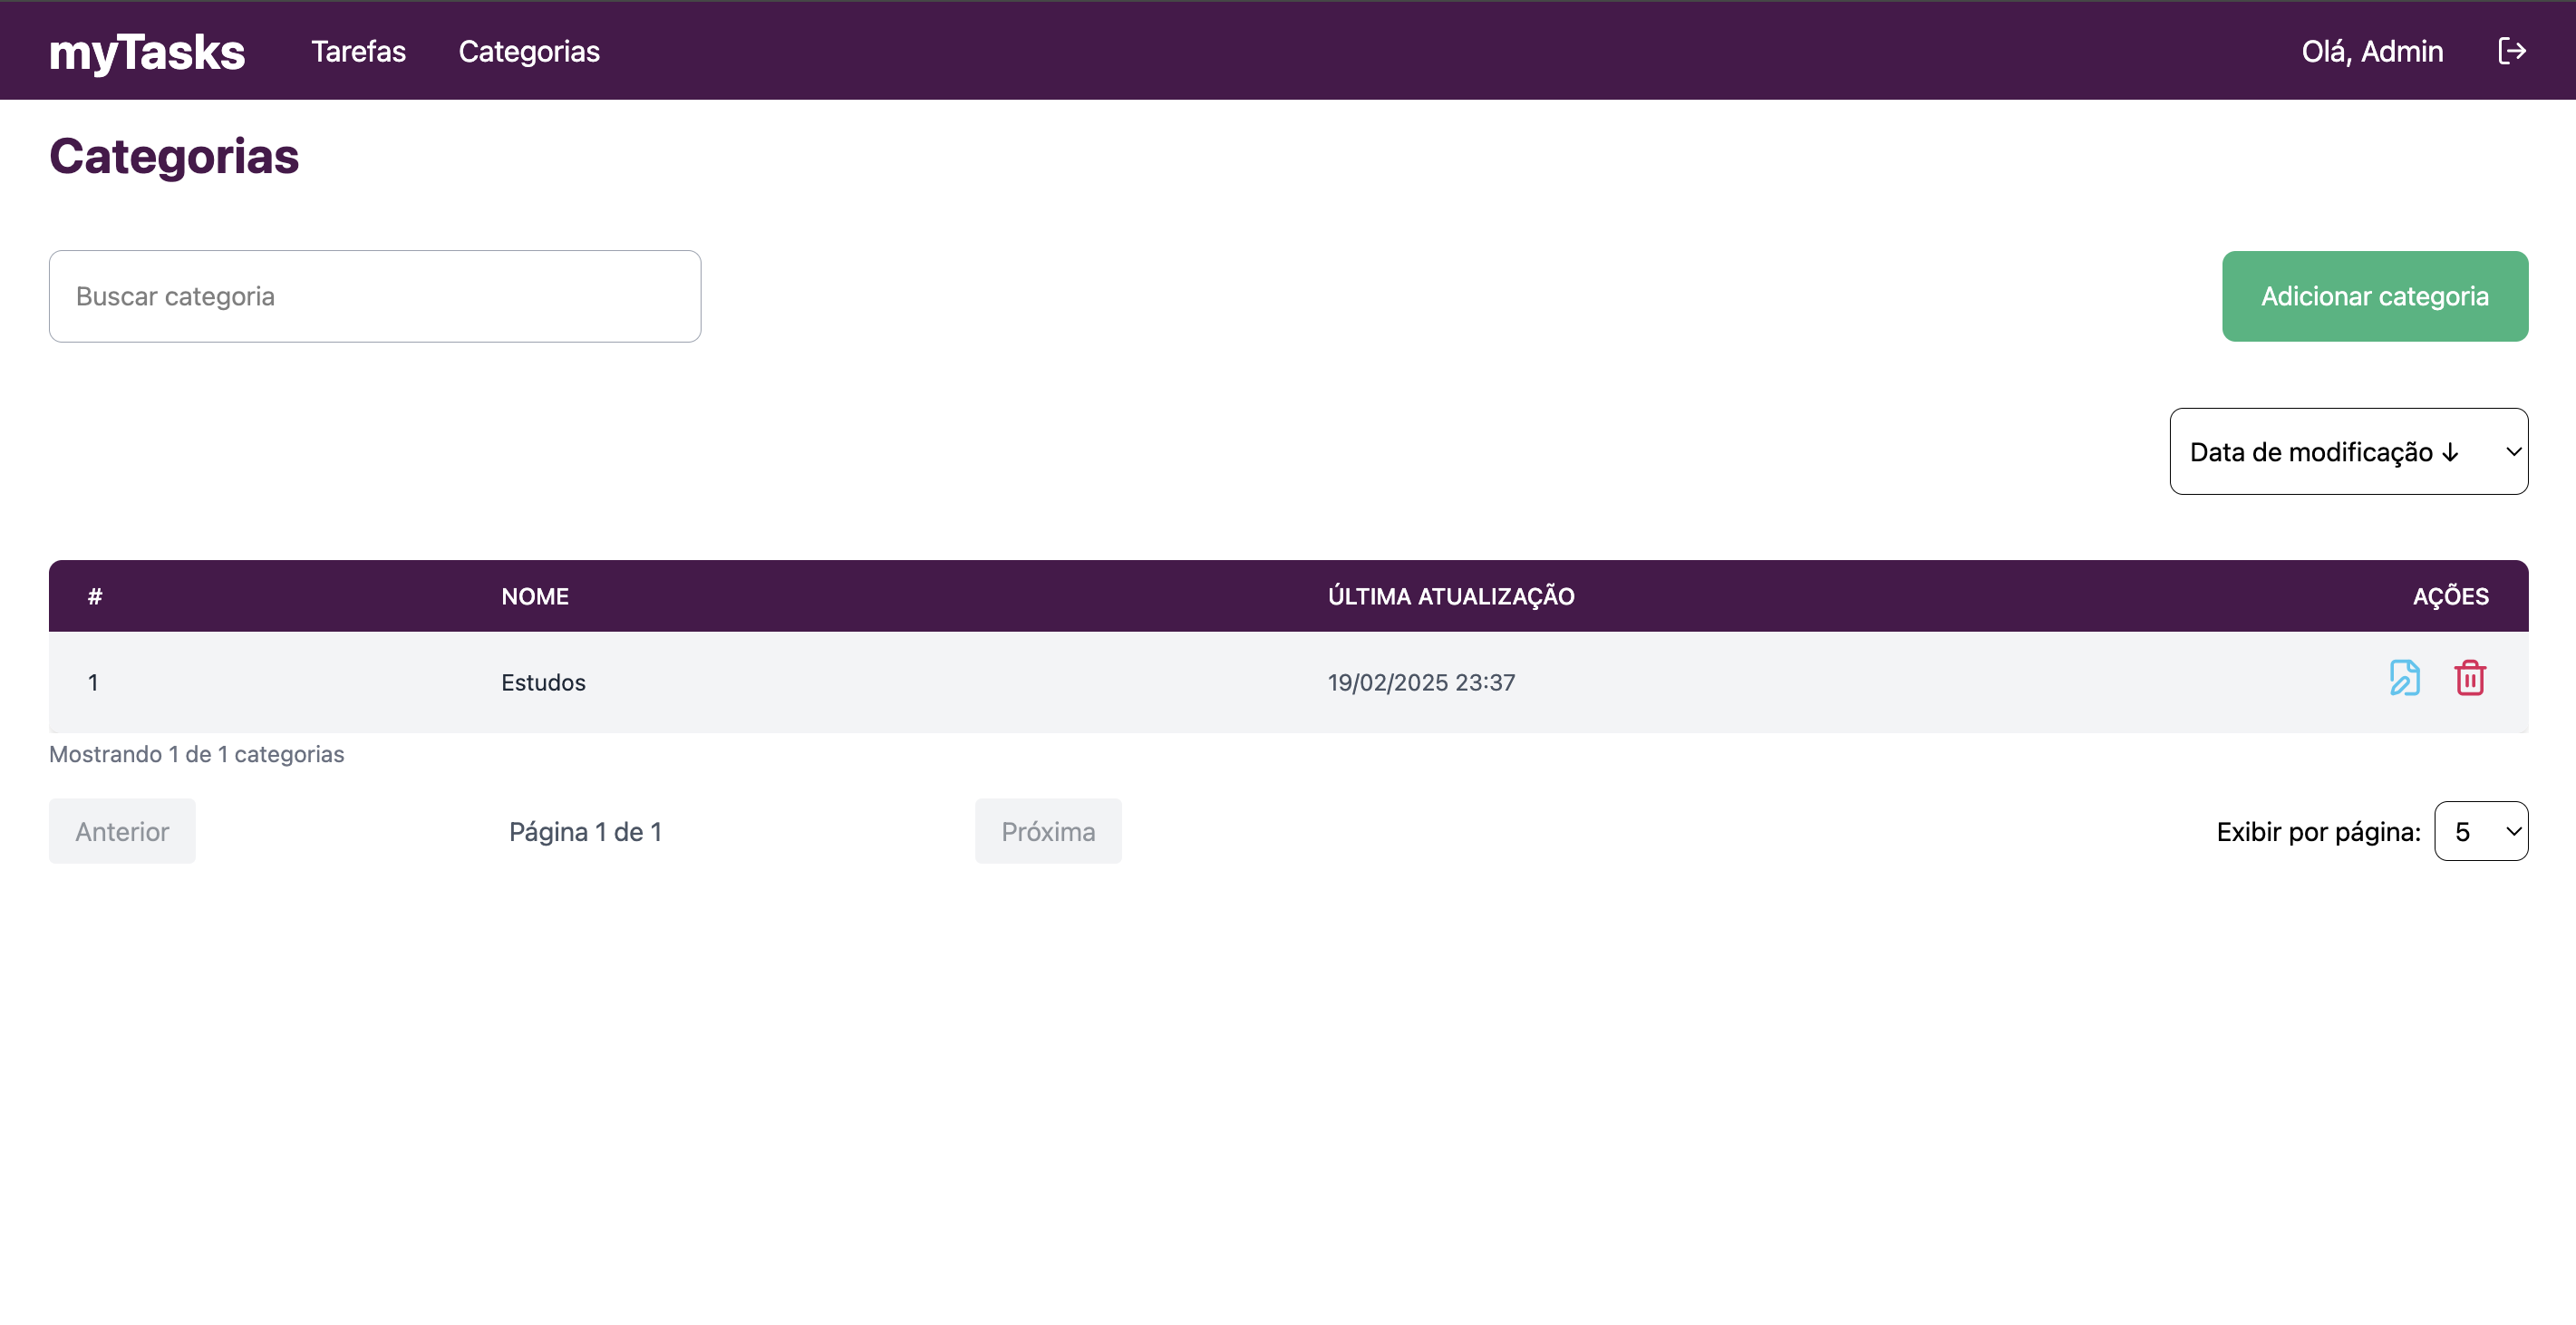 myTasks Tarefas Categorias Olá, Admin
Categorias
Buscar categoria Adicionar categoria
Data de modificação ↓
# NOME ÚLTIMA ATUALIZAÇÃO AÇÕES
1 Estudos 19/02/2025 23:37
Mostrando 1 de 1 categorias
Anterior Página 1 de 1 Próxima Exibir por página: 5